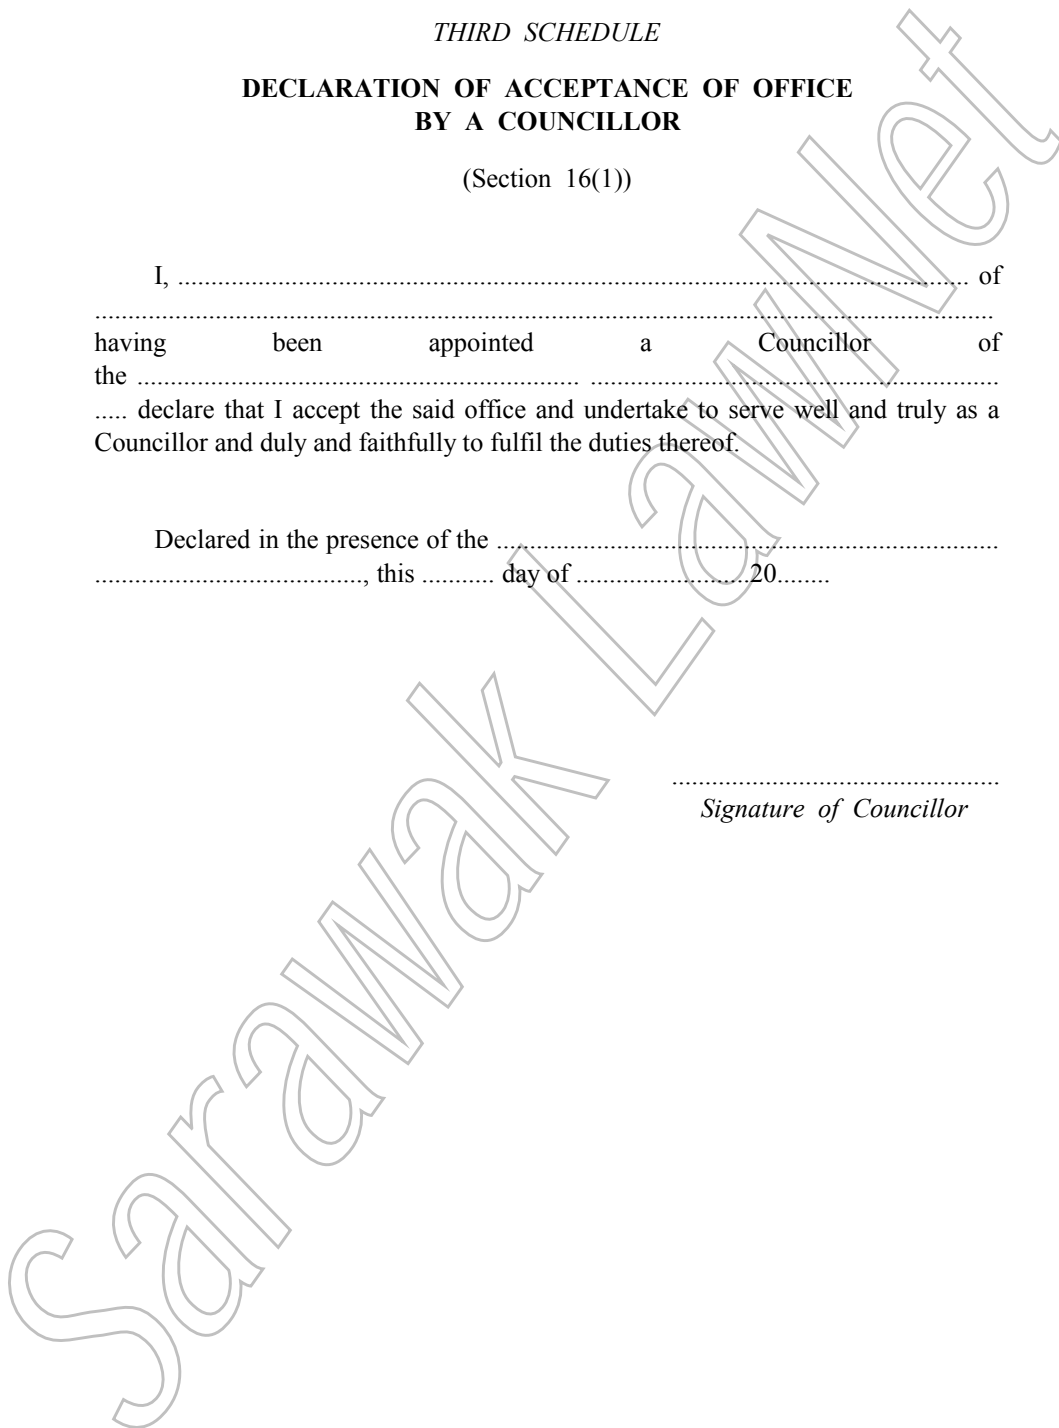 THIRD SCHEDULE
DECLARATION OF ACCEPTANCE OF OFFICE
BY A COUNCILLOR
(Section 16(1))
I, ...................................................................................................................... of
......................................................................................................................................
having been appointed a Councillor of
the .................................................................. .............................................................
..... declare that I accept the said office and undertake to serve well and truly as a
Councillor and duly and faithfully to fulfil the duties thereof.
Declared in the presence of the ...........................................................................
........................................, this ........... day of ..........................20........
.................................................
Signature of Councillor
Sarawak LawNet